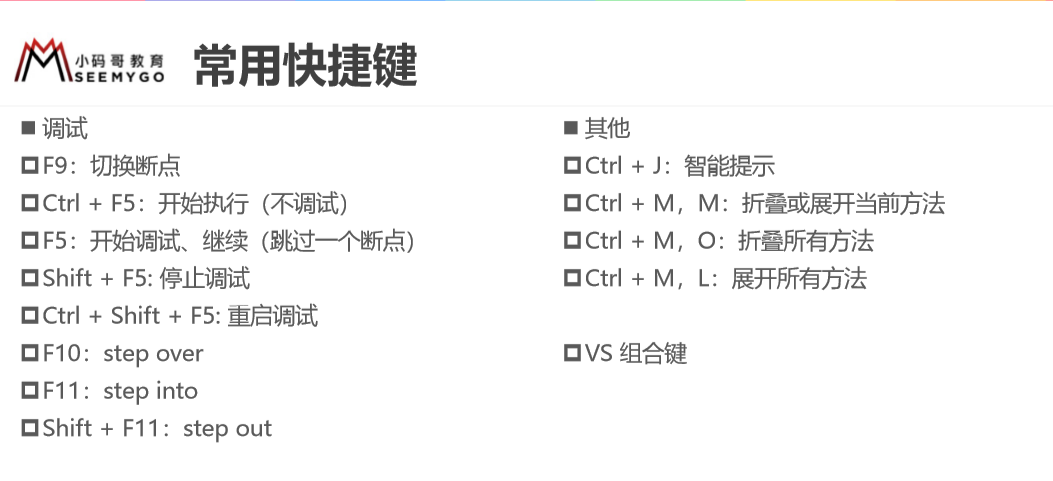 小码哥教育
SEEMYGO
常用快捷键
调试
F9：切换断点
Ctrl + F5：开始执行（不调试）
F5：开始调试、继续（跳过一个断点）
Shift + F5: 停止调试
Ctrl + Shift + F5: 重启调试
F10：step over
F11：step into
Shift + F11：step out
其他
Ctrl + J：智能提示
Ctrl + M，M：折叠或展开当前方法
Ctrl + M，O：折叠所有方法
Ctrl + M，L：展开所有方法
VS 组合键